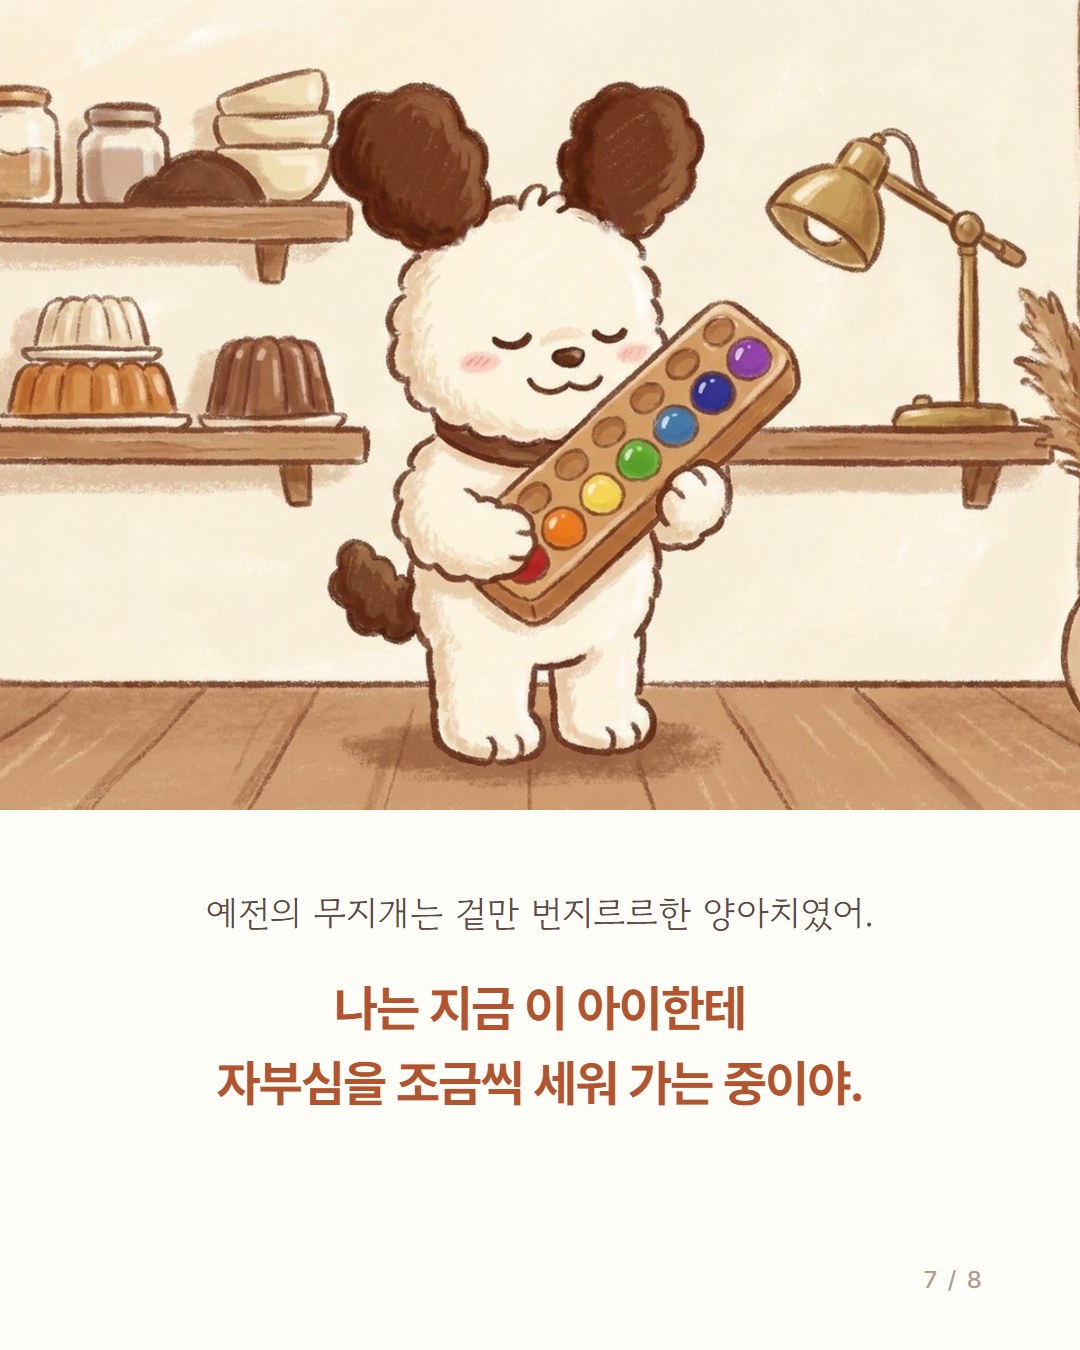 예전의 무지개는 겉만 번지르르한 양아치였어.
나는 지금 이 아이한테
자부심을 조금씩 세워 가는 중이야.
7 / 8